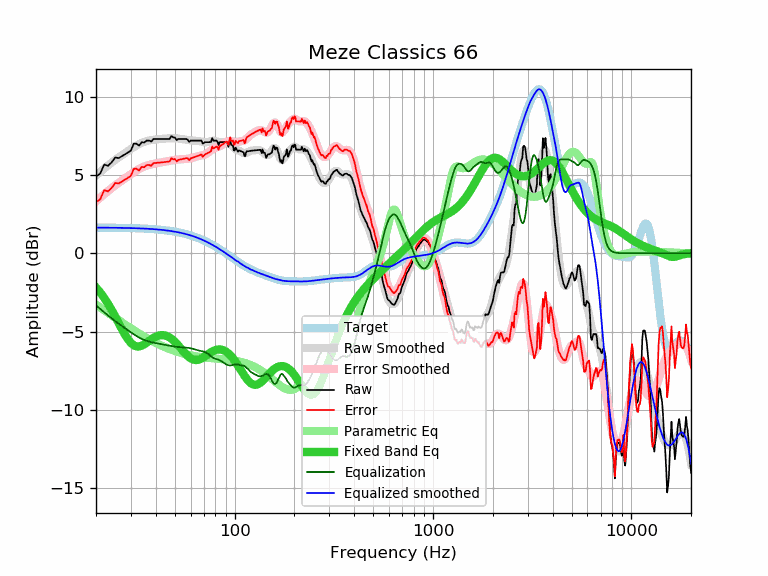 Meze Classics 66
Amplitude (dBr)
10
5
0
−5
−10
−15
Target
Raw Smoothed
Error Smoothed
Raw
Error
Parametric Eq
Fixed Band Eq
Equalization
Equalized smoothed
100
1000
10000
Frequency (Hz)